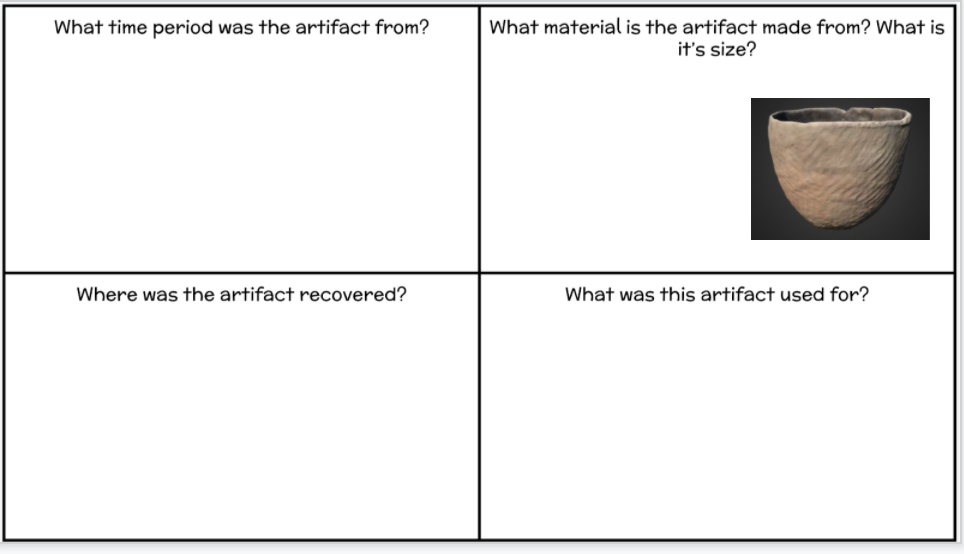 What time period was the artifact from?
What material is the artifact made from? What is
it's size?
Where was the artifact recovered?
What was this artifact used for?